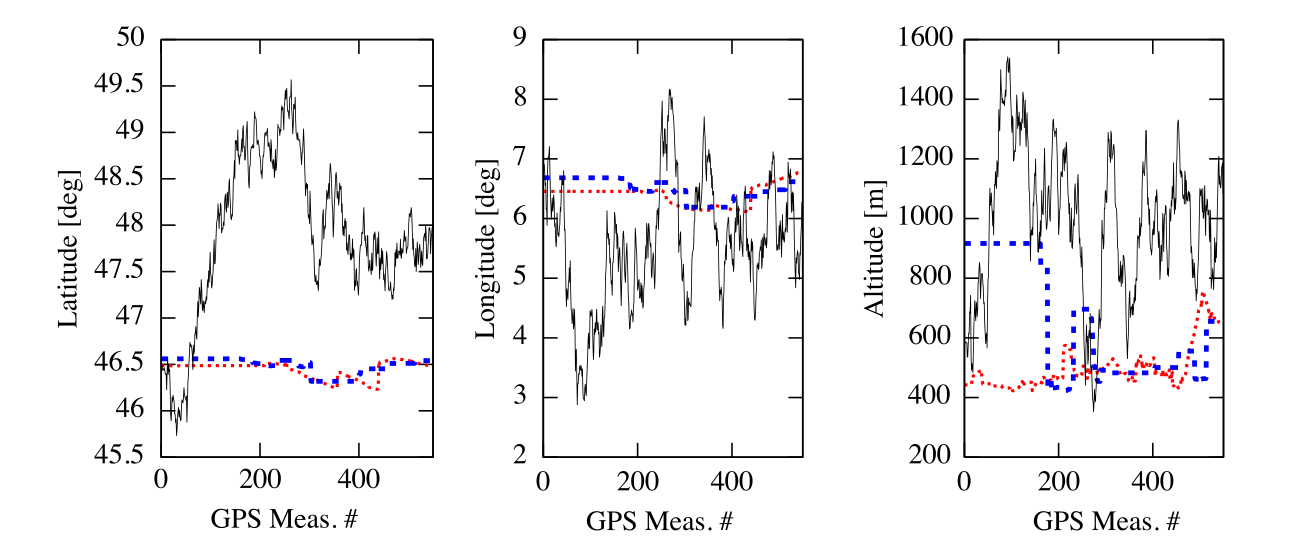 Latitude [deg]
50
49.5
49
48.5
48
47.5
47
46.5
46
45.5
0 200 400
GPS Meas. #
Longitude [deg]
9
8
7
6
5
4
3
2
0 200 400
GPS Meas. #
Altitude [m]
1600
1400
1200
1000
800
600
400
200
0 200 400
GPS Meas. #